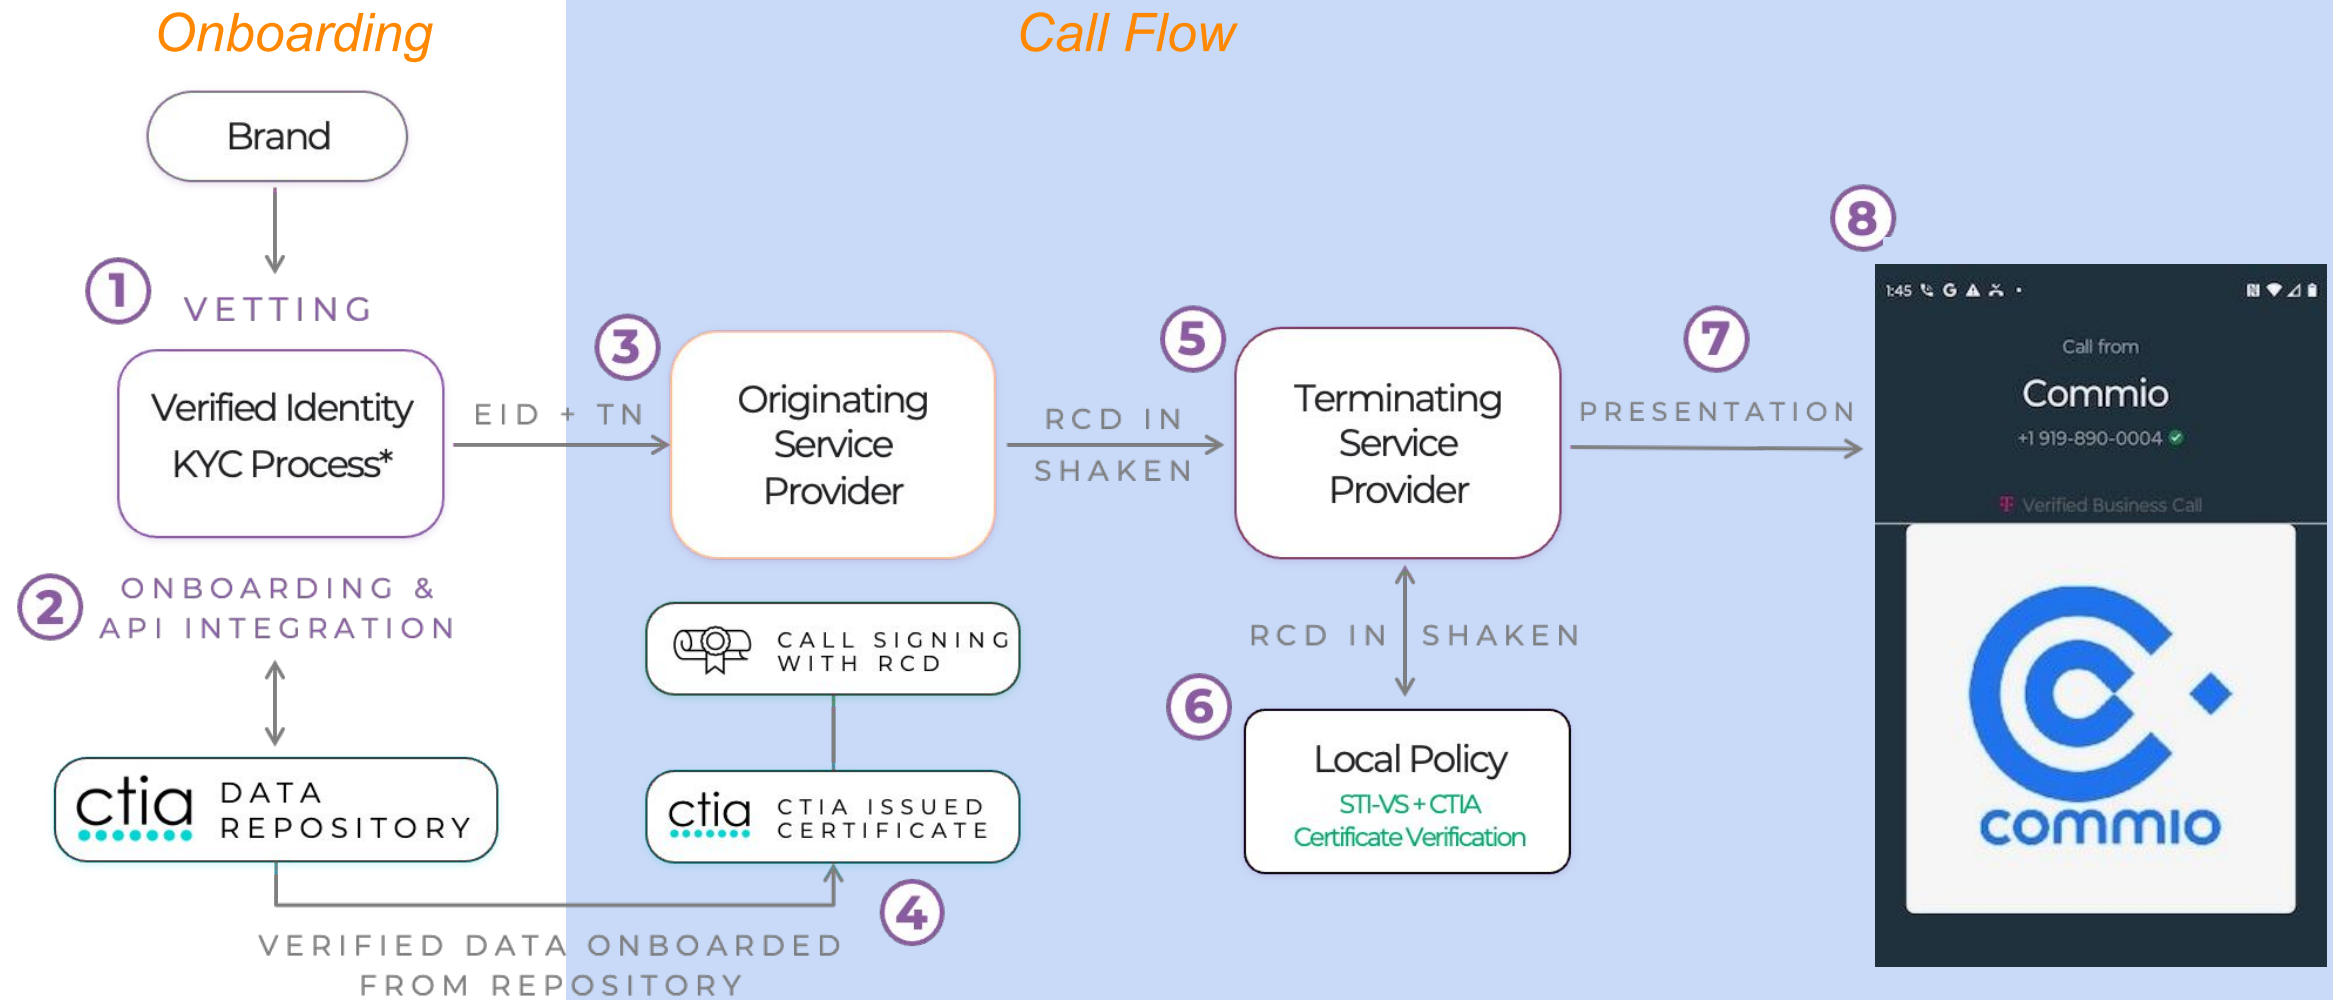 Onboarding
Call Flow
Brand
1
VETTING
Verified Identity
KYC Process*
2
ONBOARDING &
API INTEGRATION
ctia
DATA
REPOSITORY
VERIFIED DATA ONBOARDED
FROM REPOSITORY
EID + TN
3
Originating
Service
Provider
CALL SIGNING
WITH RCD
ctia
CTIA ISSUED
CERTIFICATE
4
RCD IN
SHAKEN
5
Terminating
Service
Provider
RCD IN SHAKEN
6
Local Policy
STI-VS + CTIA
Certificate Verification
7
PRESENTATION
8
1:45 G
Call from
Commio
+1 919-890-0004
T Verified Business Call
commio